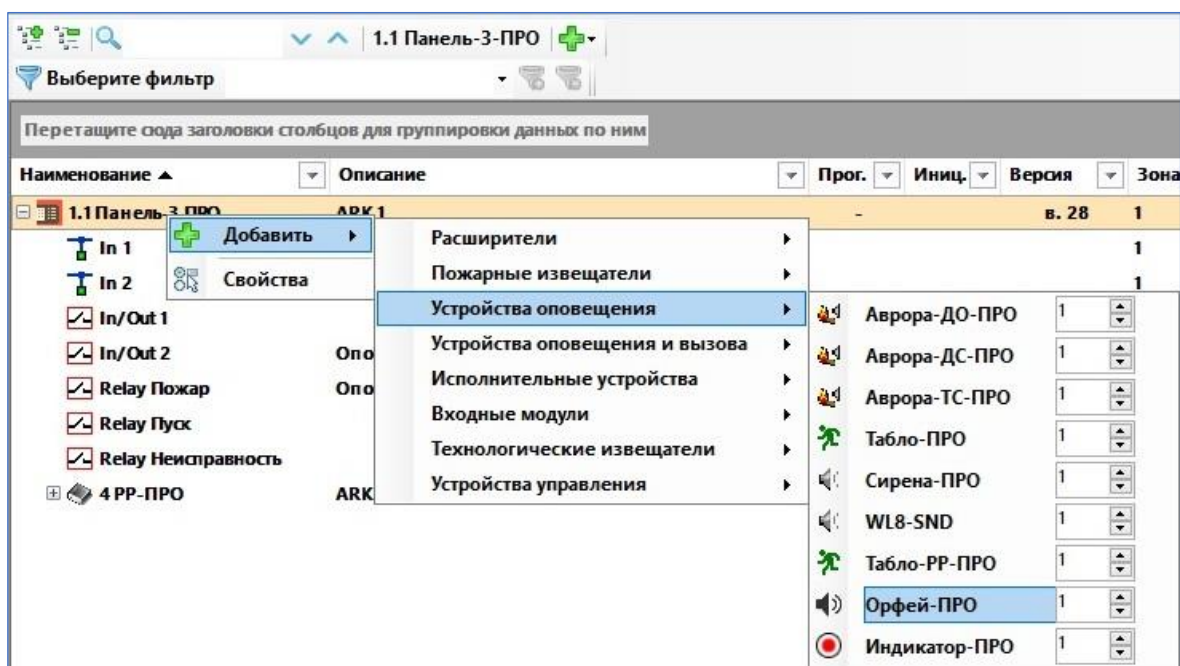 1.1 Панель-3-ПРО
Выберите фильтр
Перетащите сюда заголовки столбцов для группировки данных по ним
Наименование Описание Прог. Иниц. Версия Зона
1.1 Панель-3-ПРО ARK 1 - в. 28 1
Добавить Расширители
In 1 1
Пожарные извещатели
In 2 Свойства 1
In/Out 1 Устройства оповещения Аврора-ДО-ПРО 1
In/Out 2 Опо Устройства оповещения и вызова Аврора-ДС-ПРО 1
Relay Пожар Опо Исполнительные устройства Аврора-ТС-ПРО 1
Relay Пуск Входные модули Табло-ПРО 1
Relay Неисправность Технологические извещатели
4 РР-ПРО ARK Устройства управления Сирена-ПРО 1
WL8-SND 1
Табло-РР-ПРО 1
Орфей-ПРО 1
Индикатор-ПРО 1